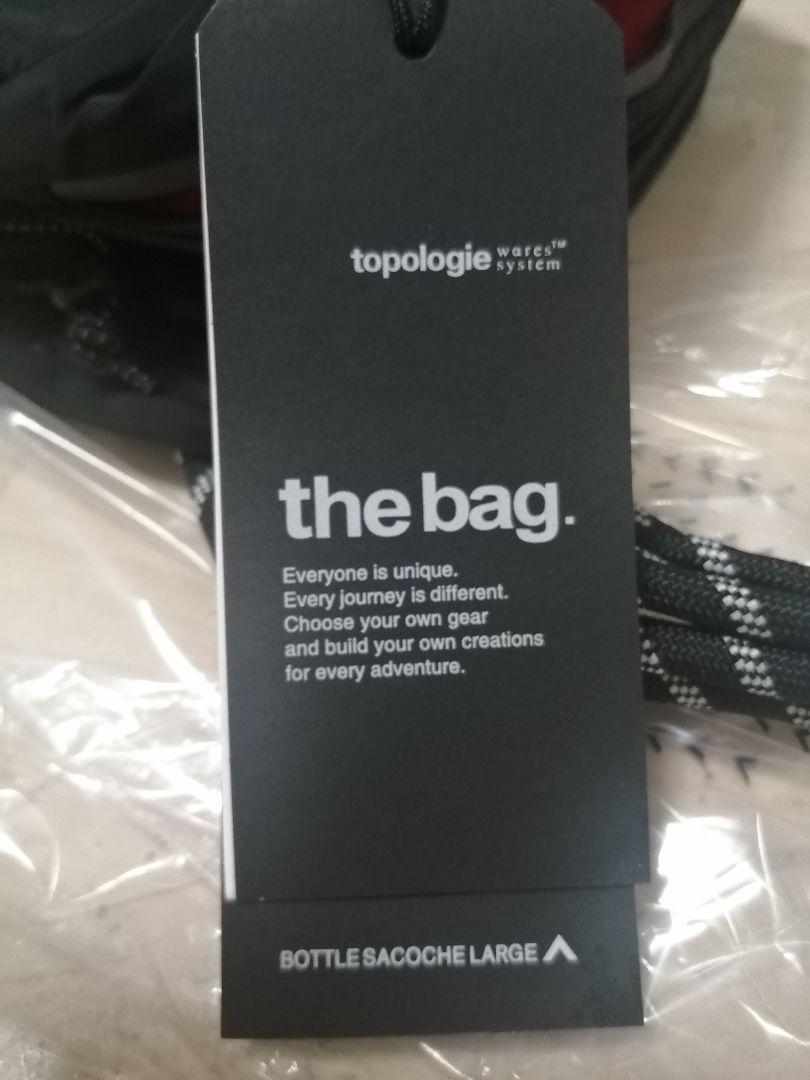 topologie wares™
system
the bag.
Everyone is unique.
Every journey is different.
Choose your own gear
and build your own creations
for every adventure.
BOTTLE SACOCHE LARGE